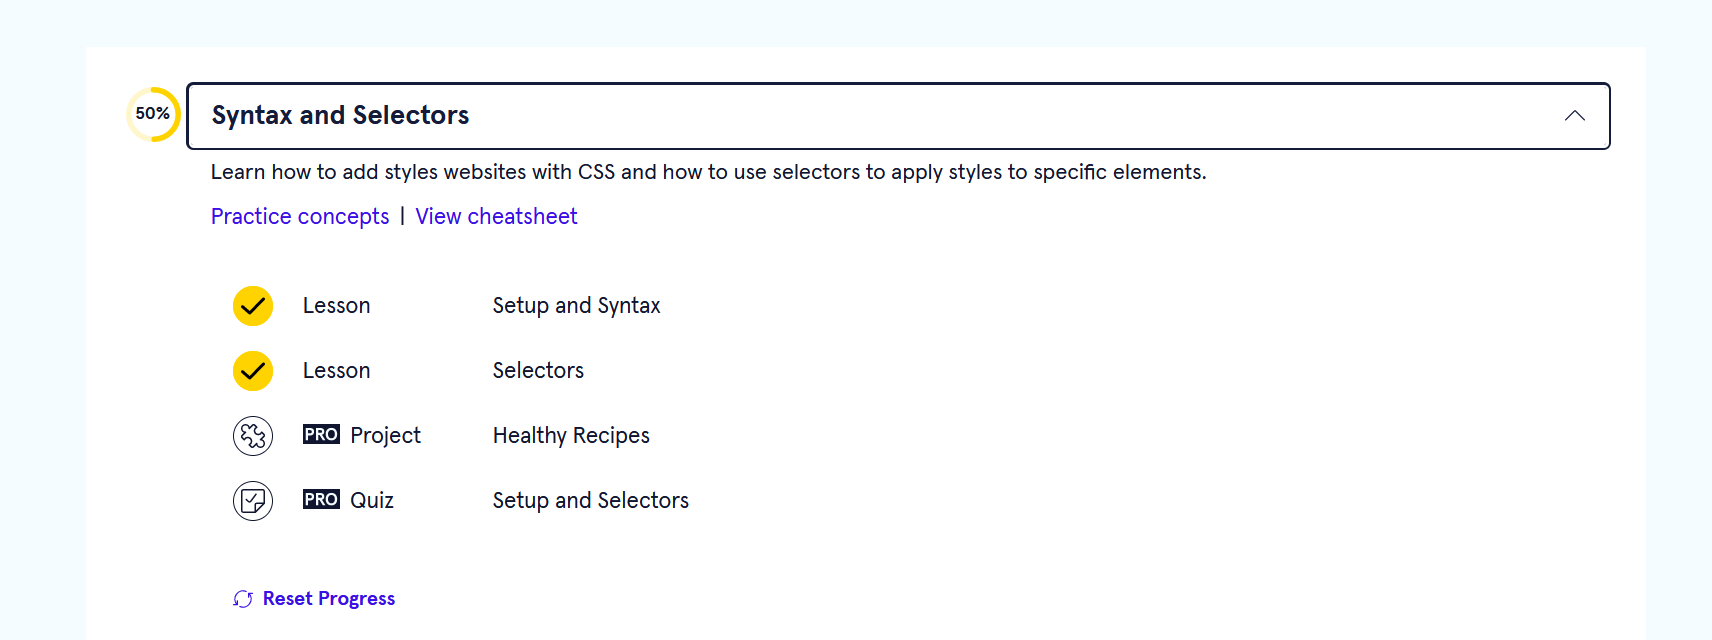 50%
Syntax and Selectors
Learn how to add styles websites with CSS and how to use selectors to apply styles to specific elements.
Practice concepts | View cheatsheet
Lesson Setup and Syntax
Lesson Selectors
PRO Project Healthy Recipes
PRO Quiz Setup and Selectors
Reset Progress